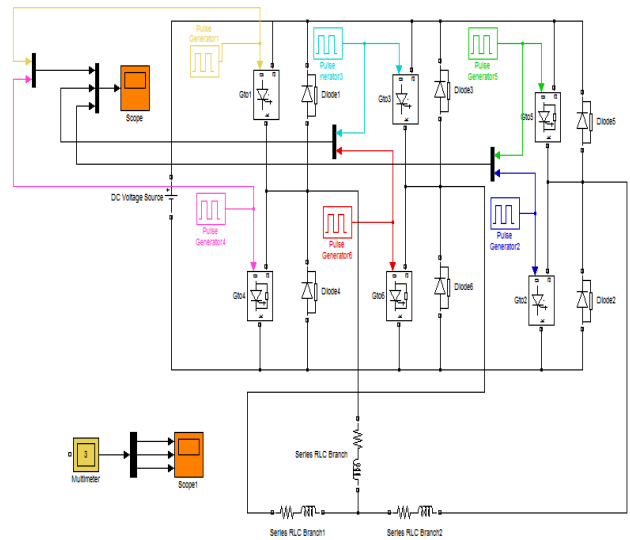 Pulse
Generator1
Pulse
nerator3
Pulse
Generator5
Gto1
Diode1
Gto3
Diode3
Gto5
Diode5
Scope
DC Voltage Source
+
Pulse
Generator4
Pulse
Generator6
Pulse
Generator2
Gto4
Diode4
Gto6
Diode6
Gto2
Diode2
3
Multimeter
Scope1
Series RLC Branch
Series RLC Branch1
Series RLC Branch2